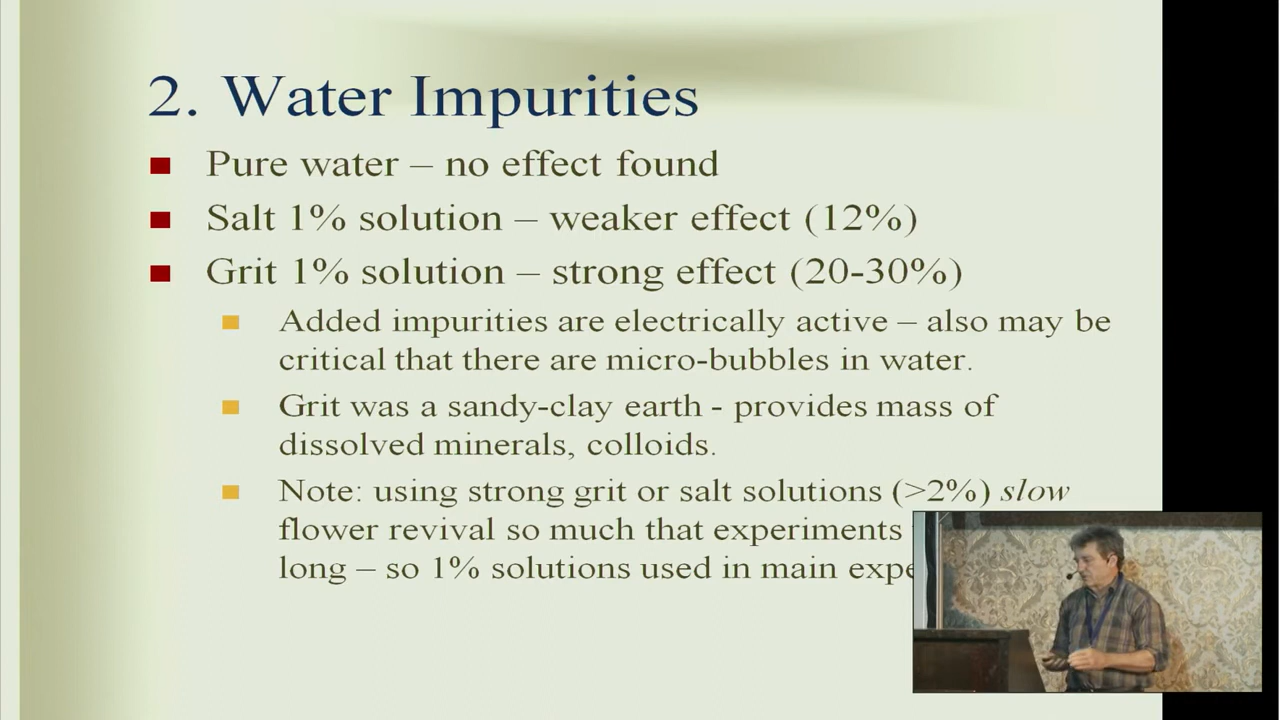 2. Water Impurities
Pure water – no effect found
Salt 1% solution – weaker effect (12%)
Grit 1% solution – strong effect (20-30%)
Added impurities are electrically active – also may be
critical that there are micro-bubbles in water.
Grit was a sandy-clay earth - provides mass of
dissolved minerals, colloids.
Note: using strong grit or salt solutions (>2%) slow
flower revival so much that experiments
long – so 1% solutions used in main